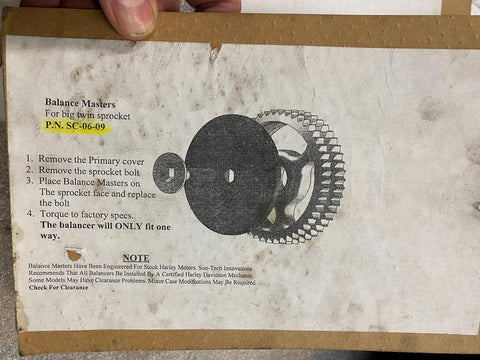 Balance Masters
For big twin sprocket
P.N. SC-06-09
1. Remove the Primary cover
2. Remove the sprocket bolt
3. Place Balance Masters on
The sprocket face and replace
the bolt
4. Torque to factory specs.
The balancer will ONLY fit one
way.
NOTE
Balance Masters Have Been Engineered For Stock Harley Motors. Sun-Tech Innovations
Recommends That All Balancers Be Installed By A Certified Harley Davidson Mechanic.
Some Models May Have Clearance Problems. Minor Case Modifications May Be Required.
Check For Clearance